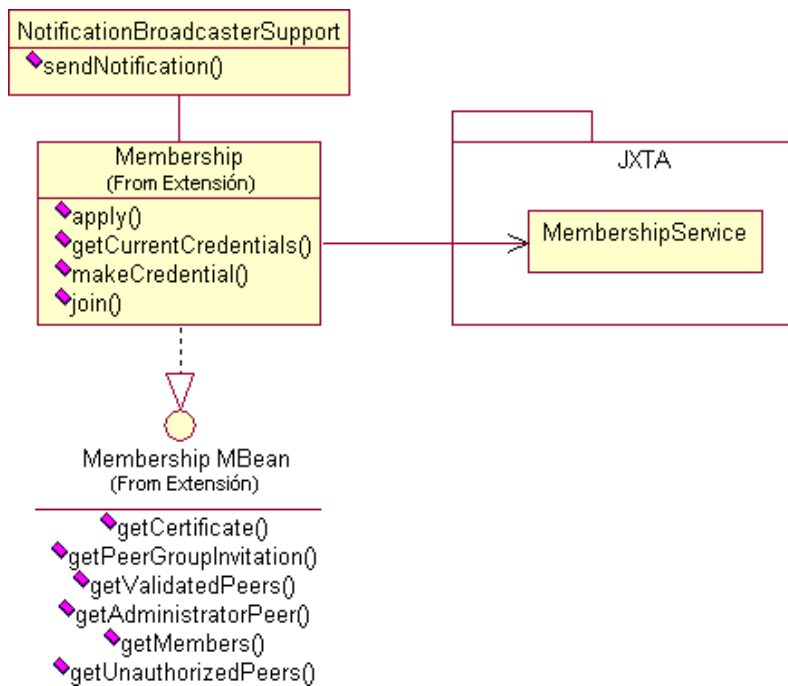 NotificationBroadcasterSupport
sendNotification()
Membership
(From Extensión)
apply()
getCurrentCredentials()
makeCredential()
join()
JXTA
MembershipService
Membership MBean
(From Extensión)
getCertificate()
getPeerGroupInvitation()
getValidatedPeers()
getAdministratorPeer()
getMembers()
getUnauthorizedPeers()